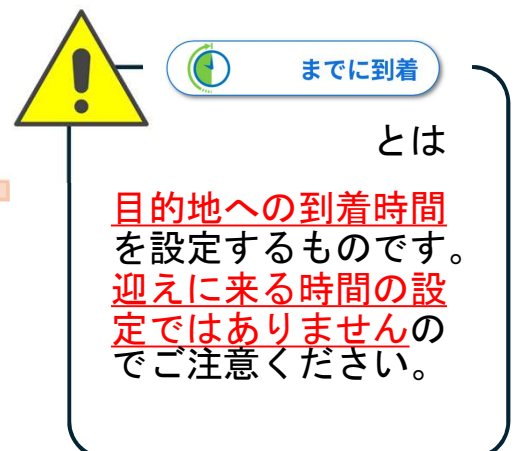 までに到着
とは
目的地への到着時間
を設定するものです。
迎えに来る時間の設
定ではありませんの
でご注意ください。